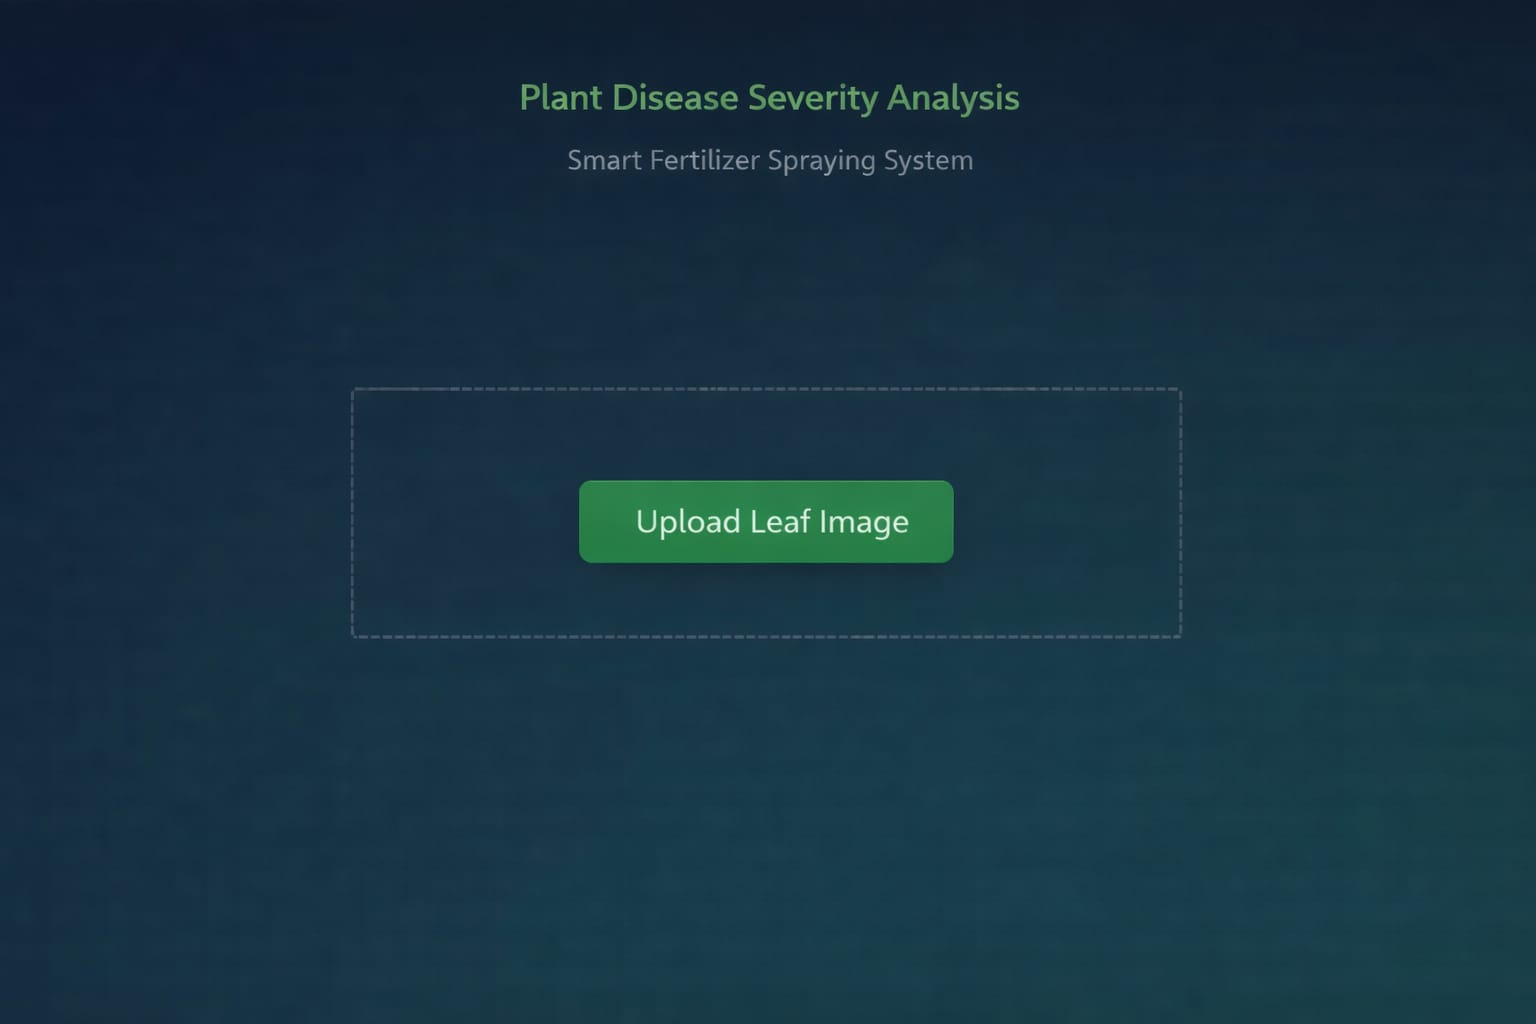 Plant Disease Severity Analysis
Smart Fertilizer Spraying System
Upload Leaf Image